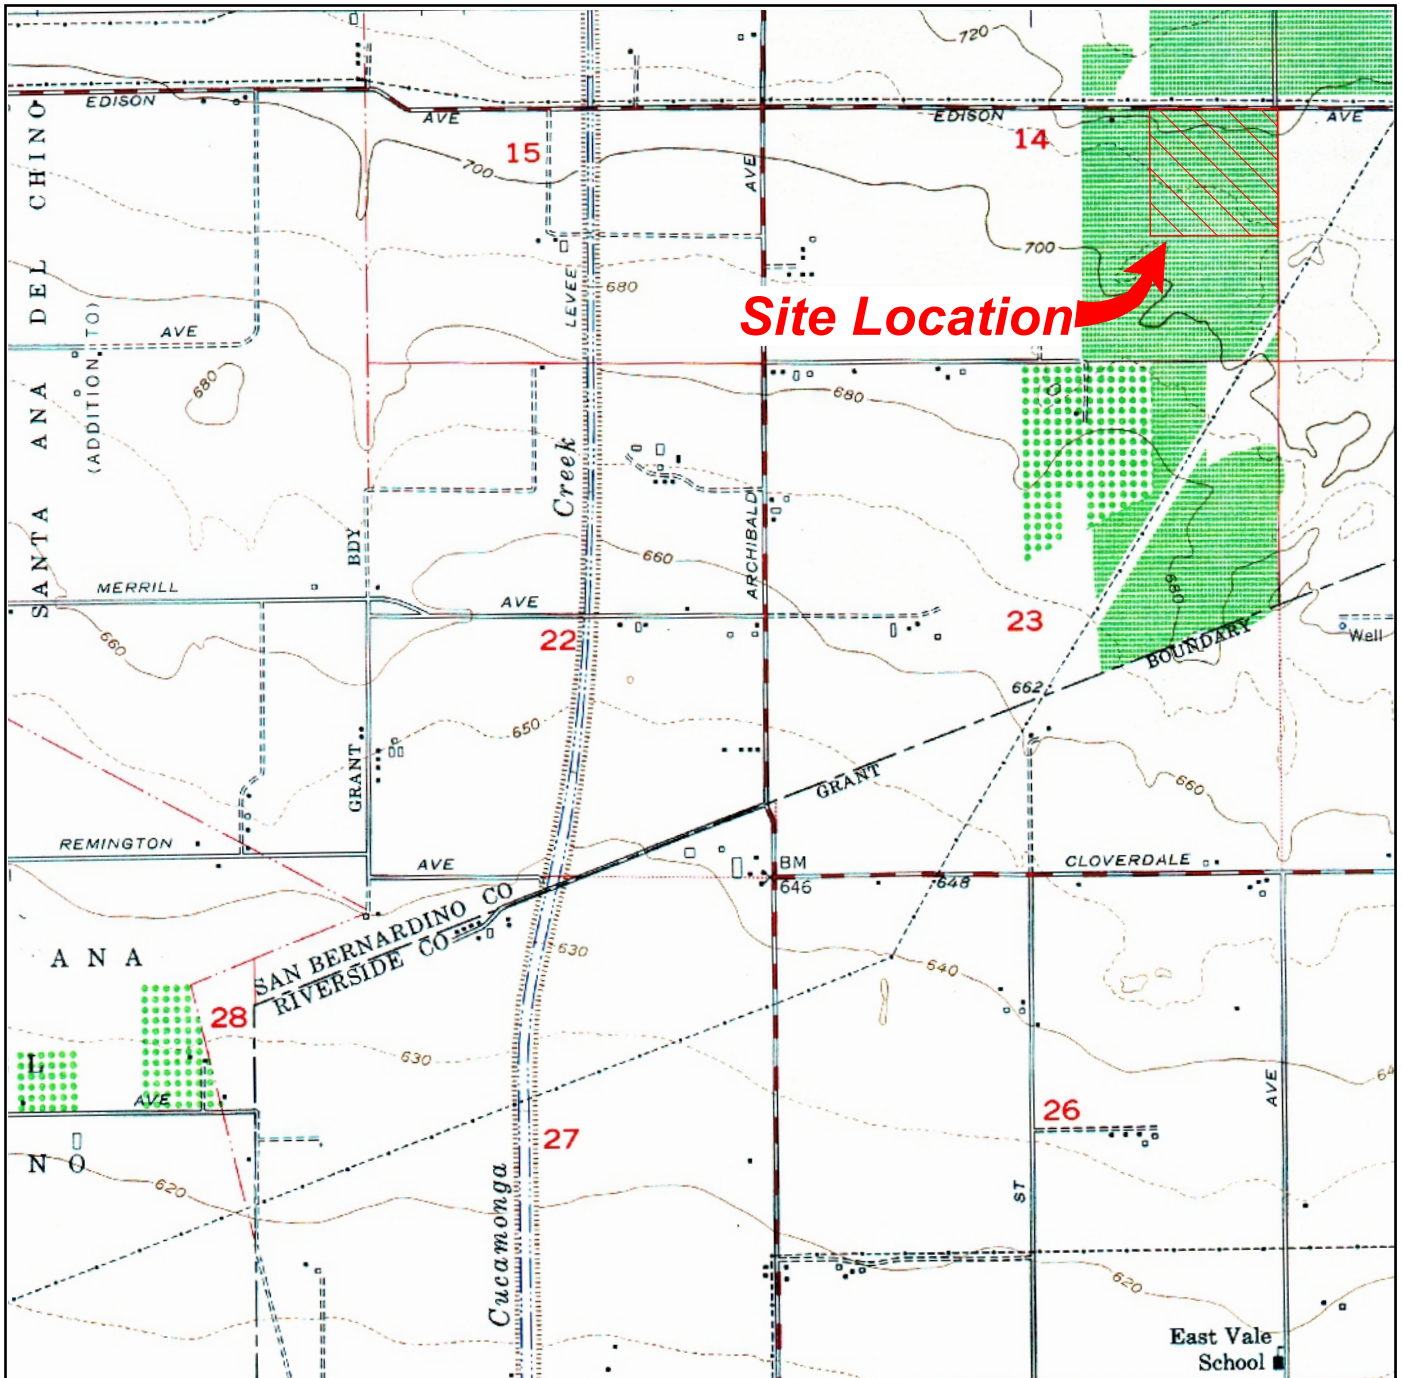 720
EDISON
AVE
EDISON
AVE
15
14
700
AVE
700
SANTA ANA DEL CHINO
(ADDITION TO)
680
LEVEE
Site Location
AVE
680
680
Creek
ARCHIBALD
BDY
660
MERRILL
AVE
680
660
22
23
BOUNDARY
Well
662
650
GRANT
GRANT
660
REMINGTON
AVE
BM
646
CLOVERDALE
648
SAN BERNARDINO CO
RIVERSIDE CO
630
640
ANA
28
630
L
AVE
26
AVE
64
27
NO
620
ST
Cucamonga
620
East Vale
School